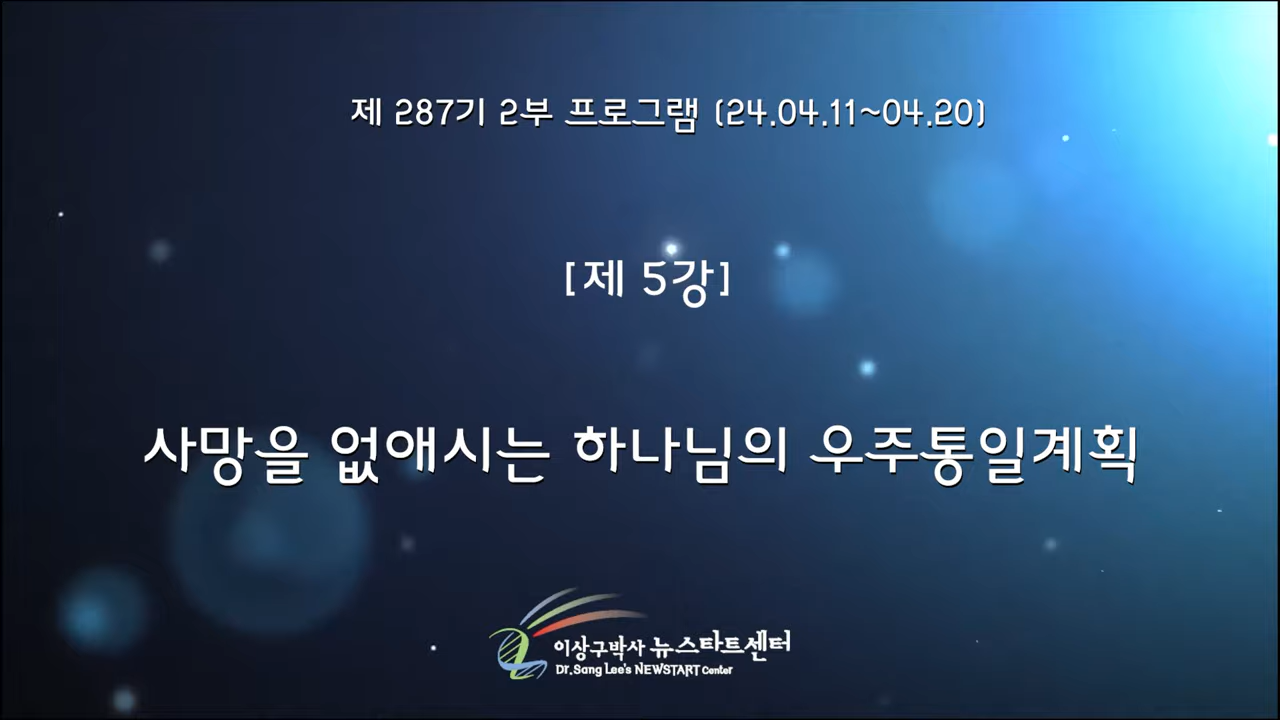 제 287기 2부 프로그램 (24.04.11~04.20)
[제 5강]
사망을 없애시는 하나님의 우주통일계획
이상구박사 뉴스타트센터
Dr.Sang Lee's NEWSTART Center